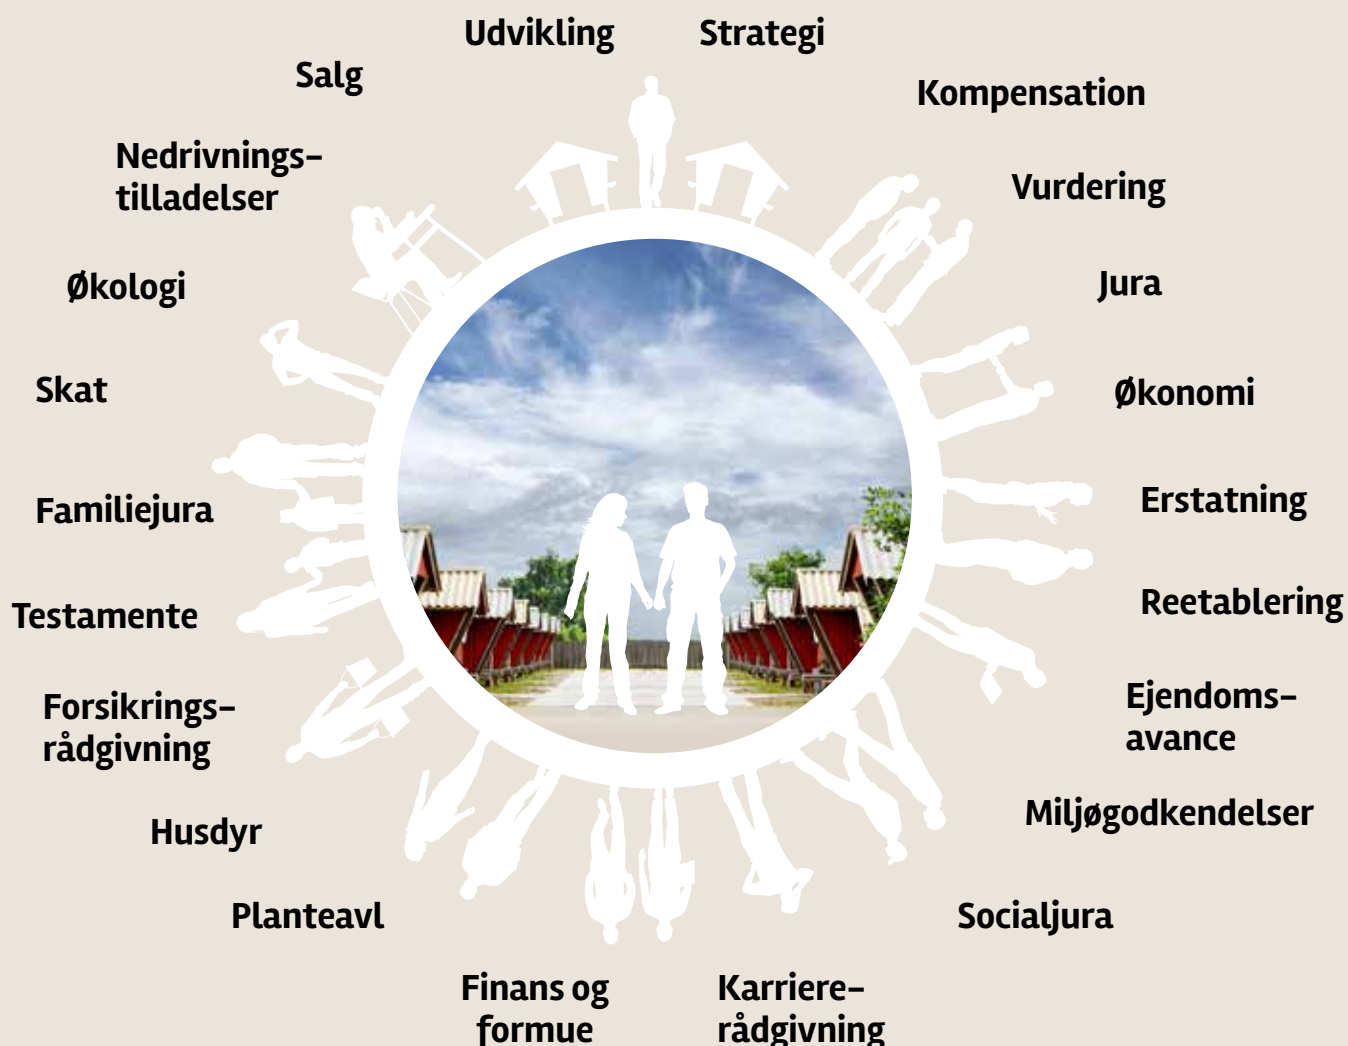 Udvikling
Strategi
Kompensation
Vurdering
Jura
Økonomi
Erstatning
Reetablering
Ejendoms-
avance
Miljøgodkendelser
Socialjura
Karriere-
rådgivning
Finans og
formue
Planteavl
Husdyr
Forsikrings-
rådgivning
Testamente
Familiejura
Skat
Økologi
Nedrivnings-
tilladelser
Salg